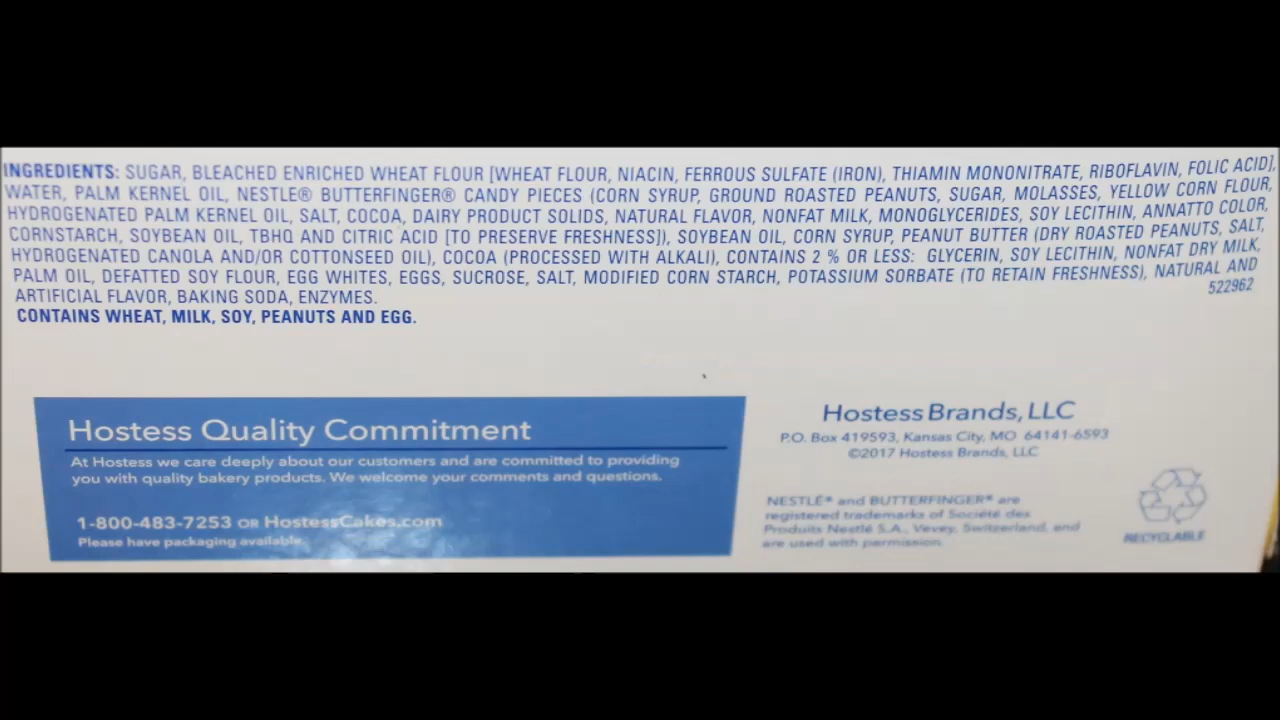 INGREDIENTS: SUGAR, BLEACHED ENRICHED WHEAT FLOUR [WHEAT FLOUR, NIACIN, FERROUS SULFATE (IRON), THIAMIN MONONITRATE, RIBOFLAVIN, FOLIC ACID],
WATER, PALM KERNEL OIL, NESTLE® BUTTERFINGER® CANDY PIECES (CORN SYRUP, GROUND ROASTED PEANUTS, SUGAR, MOLASSES, YELLOW CORN FLOUR,
HYDROGENATED PALM KERNEL OIL, SALT, COCOA, DAIRY PRODUCT SOLIDS, NATURAL FLAVOR, NONFAT MILK, MONOGLYCERIDES, SOY LECITHIN, ANNATTO COLOR,
CORNSTARCH, SOYBEAN OIL, TBHQ AND CITRIC ACID [TO PRESERVE FRESHNESS]), SOYBEAN OIL, CORN SYRUP, PEANUT BUTTER (DRY ROASTED PEANUTS, SALT,
HYDROGENATED CANOLA AND/OR COTTONSEED OIL), COCOA (PROCESSED WITH ALKALI), CONTAINS 2 % OR LESS: GLYCERIN, SOY LECITHIN, NONFAT DRY MILK,
PALM OIL, DEFATTED SOY FLOUR, EGG WHITES, EGGS, SUCROSE, SALT, MODIFIED CORN STARCH, POTASSIUM SORBATE (TO RETAIN FRESHNESS), NATURAL AND
ARTIFICIAL FLAVOR, BAKING SODA, ENZYMES.
522962
CONTAINS WHEAT, MILK, SOY, PEANUTS AND EGG.
Hostess Quality Commitment
At Hostess we care deeply about our customers and are committed to providing
you with quality bakery products. We welcome your comments and questions.
1-800-483-7253 OR HostessCakes.com
Please have packaging available.
Hostess Brands, LLC
P.O. Box 419593, Kansas City, MO 64141-6593
©2017 Hostess Brands, LLC
NESTLÉ® and BUTTERFINGER® are
registered trademarks of Société des
Produits Nestlé S.A., Vevey, Switzerland, and
are used with permission.
RECYCLABLE